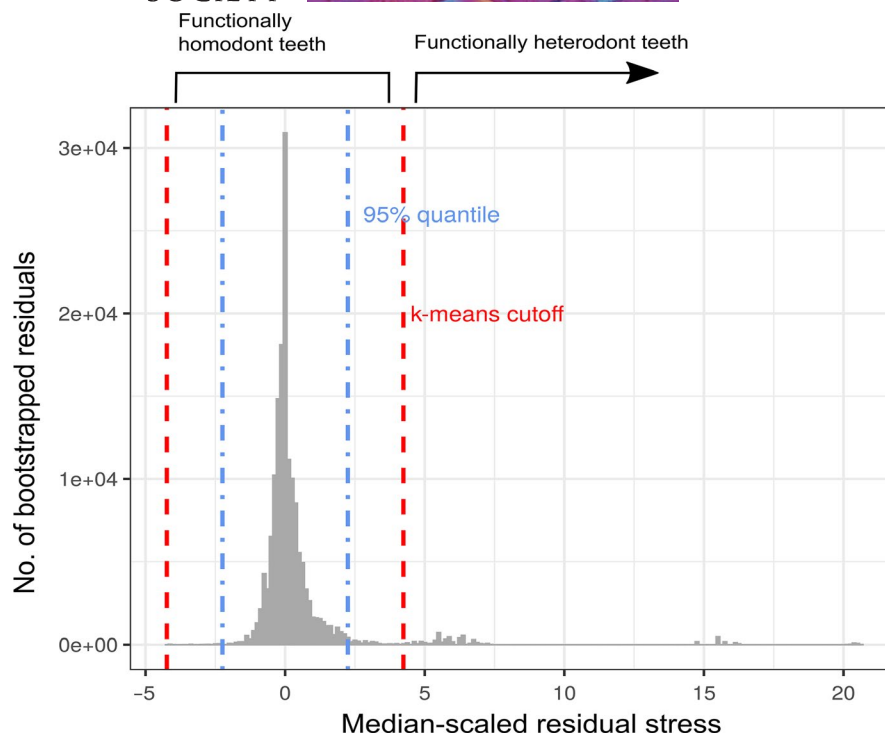 Functionally
homodont teeth
Functionally heterodont teeth
No. of bootstrapped residuals
3e+04
2e+04
1e+04
0e+00
95% quantile
k-means cutoff
−5
0
5
10
15
20
Median-scaled residual stress